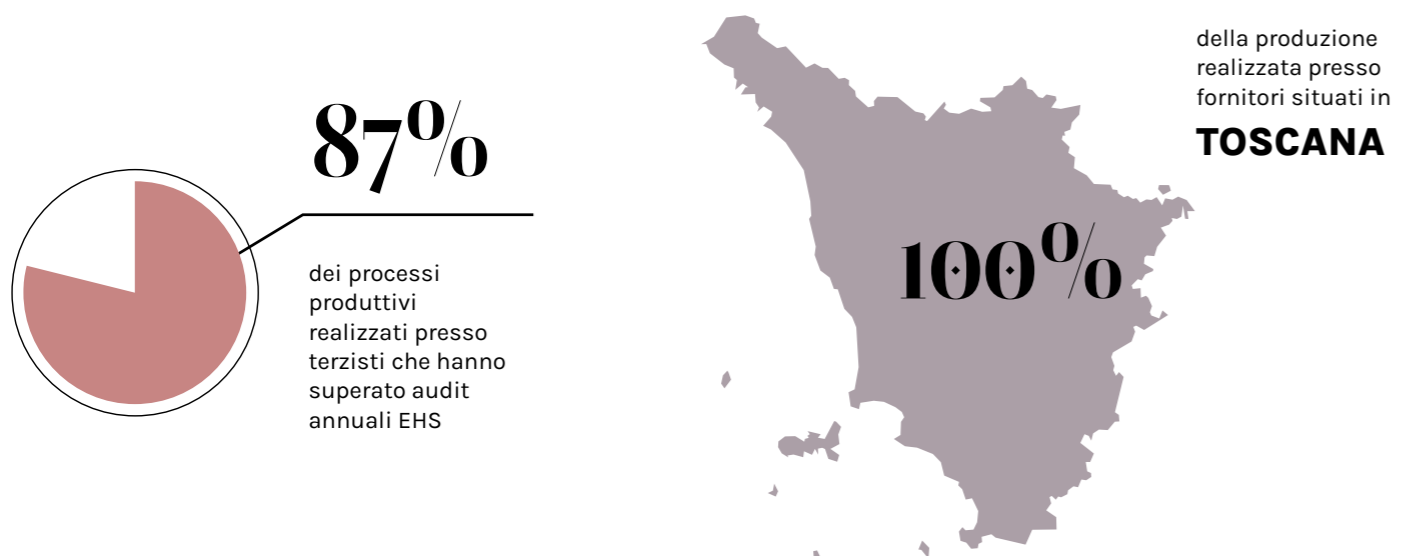 87%
dei processi
produttivi
realizzati presso
terzisti che hanno
superato audit
annuali EHS
100%
della produzione
realizzata presso
fornitori situati in
TOSCANA